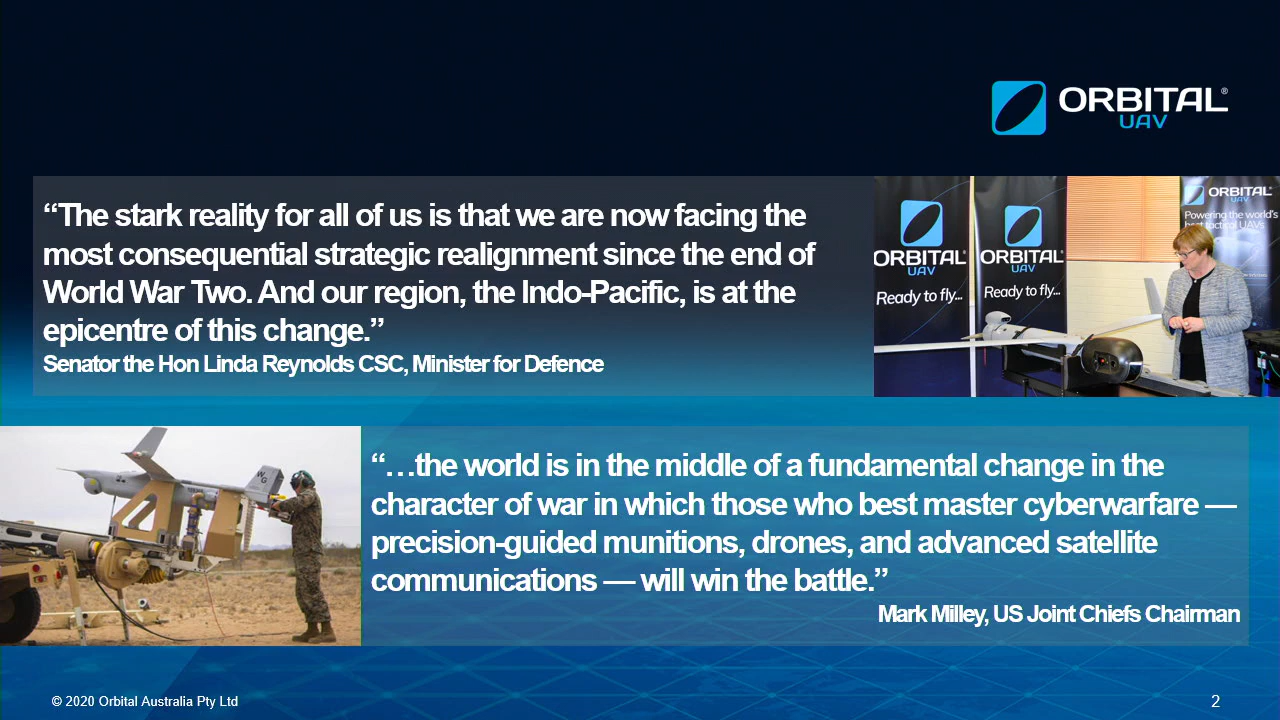 ORBITAL®
UAV
“The stark reality for all of us is that we are now facing the
most consequential strategic realignment since the end of
World War Two. And our region, the Indo-Pacific, is at the
epicentre of this change.”
Senator the Hon Linda Reynolds CSC, Minister for Defence
ORBITAL®
UAV
Ready to fly...
ORBITAL®
UAV
Ready to fly...
ORBITAL
UAV
Powering the world's
best tactical UAVs
“…the world is in the middle of a fundamental change in the
character of war in which those who best master cyberwarfare —
precision-guided munitions, drones, and advanced satellite
communications — will win the battle.”
Mark Milley, US Joint Chiefs Chairman
WG
© 2020 Orbital Australia Pty Ltd
2